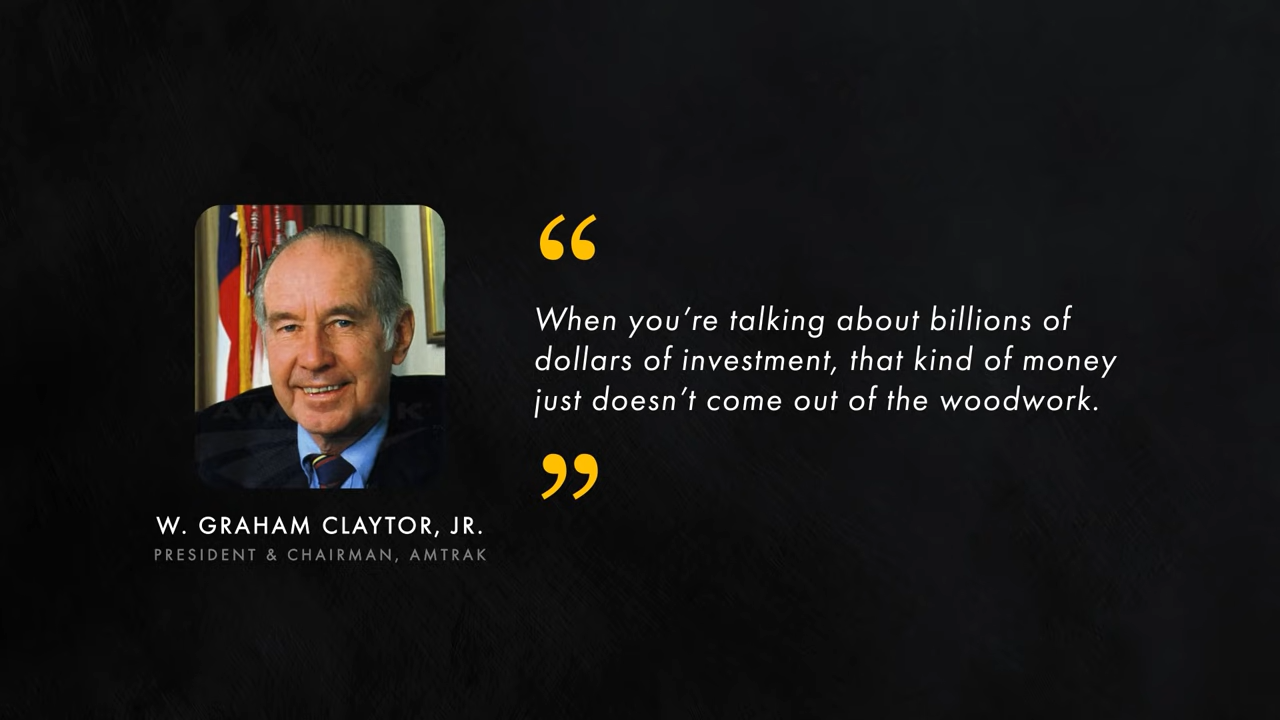 “
When you’re talking about billions of
dollars of investment, that kind of money
just doesn’t come out of the woodwork.
”
AMTRAK
W. GRAHAM CLAYTOR, JR.
PRESIDENT & CHAIRMAN, AMTRAK